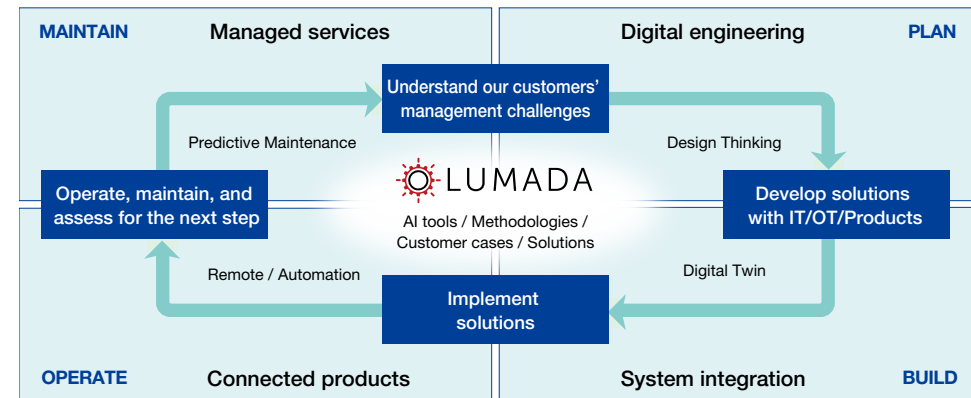 MAINTAIN
Managed services
Digital engineering
PLAN
Understand our customers'
management challenges
Predictive Maintenance
Design Thinking
LUMADA
Operate, maintain, and
assess for the next step
Develop solutions
with IT/OT/Products
AI tools / Methodologies /
Customer cases / Solutions
Remote / Automation
Digital Twin
Implement
solutions
OPERATE
Connected products
System integration
BUILD